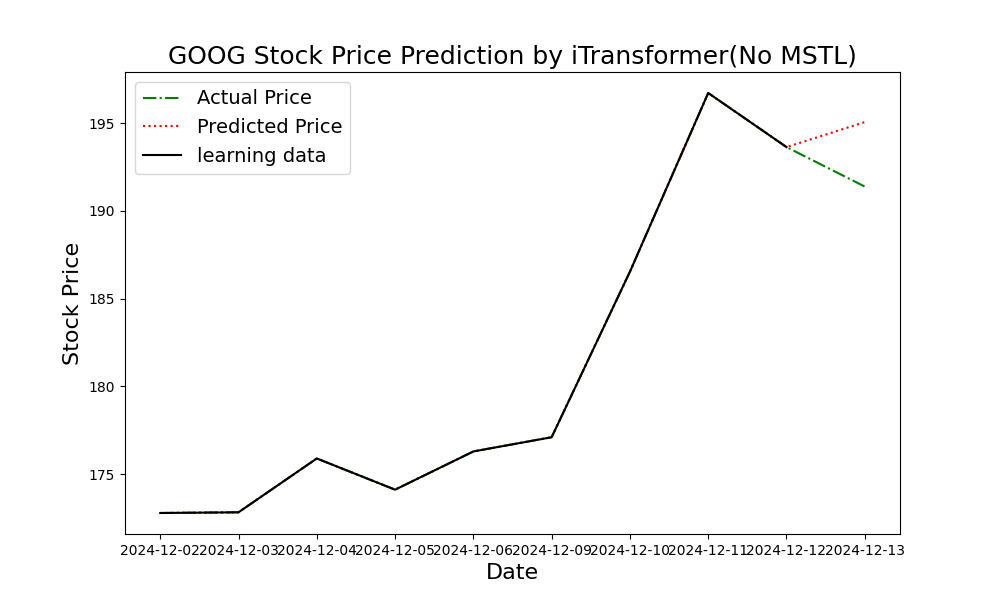 GOOG Stock Price Prediction by iTransformer(No MSTL)
Actual Price
Predicted Price
learning data
195
190
185
180
175
Stock Price
2024-12-02 2024-12-03 2024-12-04 2024-12-05 2024-12-06 2024-12-09 2024-12-10 2024-12-11 2024-12-12 2024-12-13
Date